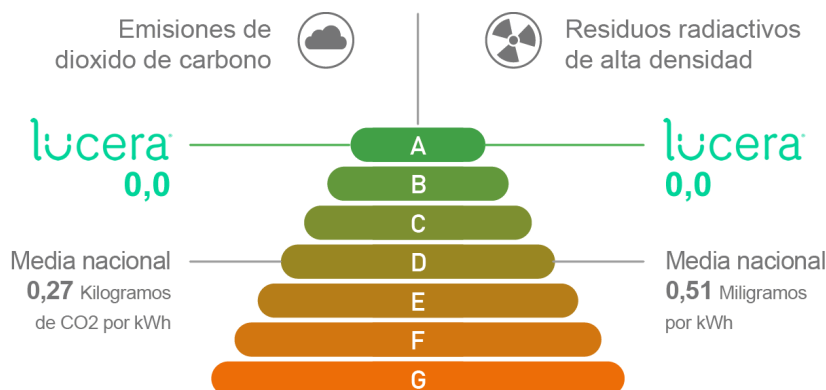 Emisiones de
dioxido de carbono
Residuos radiactivos
de alta densidad
lucera
0,0
A
lucera
0,0
B
C
Media nacional
0,27 Kilogramos
de CO2 por kWh
D
Media nacional
0,51 Miligramos
por kWh
E
F
G